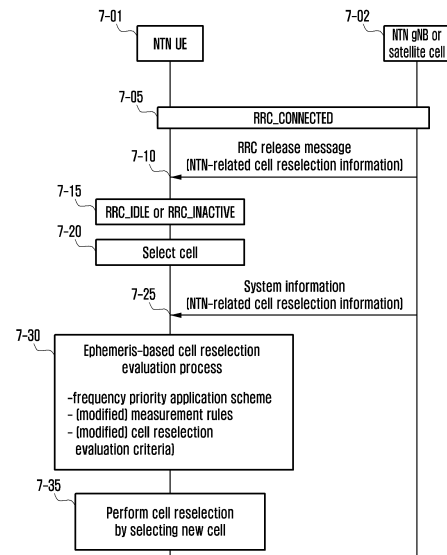 7-01
7-02
NTN UE
NTN gNB or
satellite cell
7-05
RRC_CONNECTED
RRC release message
(NTN-related cell reselection information)
7-10
7-15
RRC_IDLE or RRC_INACTIVE
7-20
Select cell
System information
(NTN-related cell reselection information)
7-25
7-30
Ephemeris-based cell reselection
evaluation process
-frequency priority application scheme
- (modified) measurement rules
- (modified) cell reselection
evaluation criteria)
7-35
Perform cell reselection
by selecting new cell